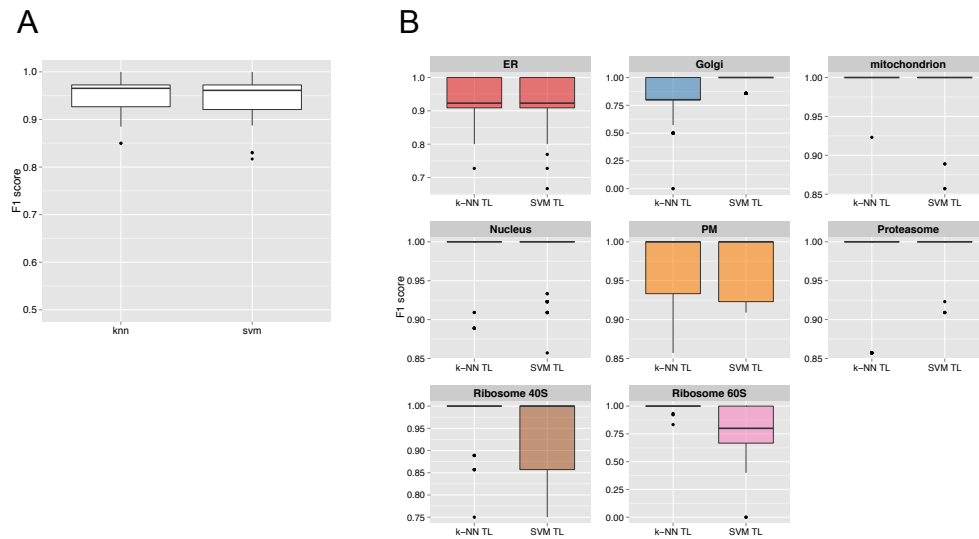 A
F1 score
1.0
0.9
0.8
0.7
0.6
0.5
knn
svm
B
F1 score
ER
1.0
0.9
0.8
0.7
k−NN TL
SVM TL
Golgi
1.00
0.75
0.50
0.25
0.00
k−NN TL
SVM TL
mitochondrion
1.00
0.95
0.90
0.85
k−NN TL
SVM TL
Nucleus
1.00
0.95
0.90
0.85
k−NN TL
SVM TL
PM
1.00
0.95
0.90
0.85
k−NN TL
SVM TL
Proteasome
1.00
0.95
0.90
0.85
k−NN TL
SVM TL
Ribosome 40S
1.00
0.95
0.90
0.85
0.80
0.75
k−NN TL
SVM TL
Ribosome 60S
1.00
0.75
0.50
0.25
0.00
k−NN TL
SVM TL